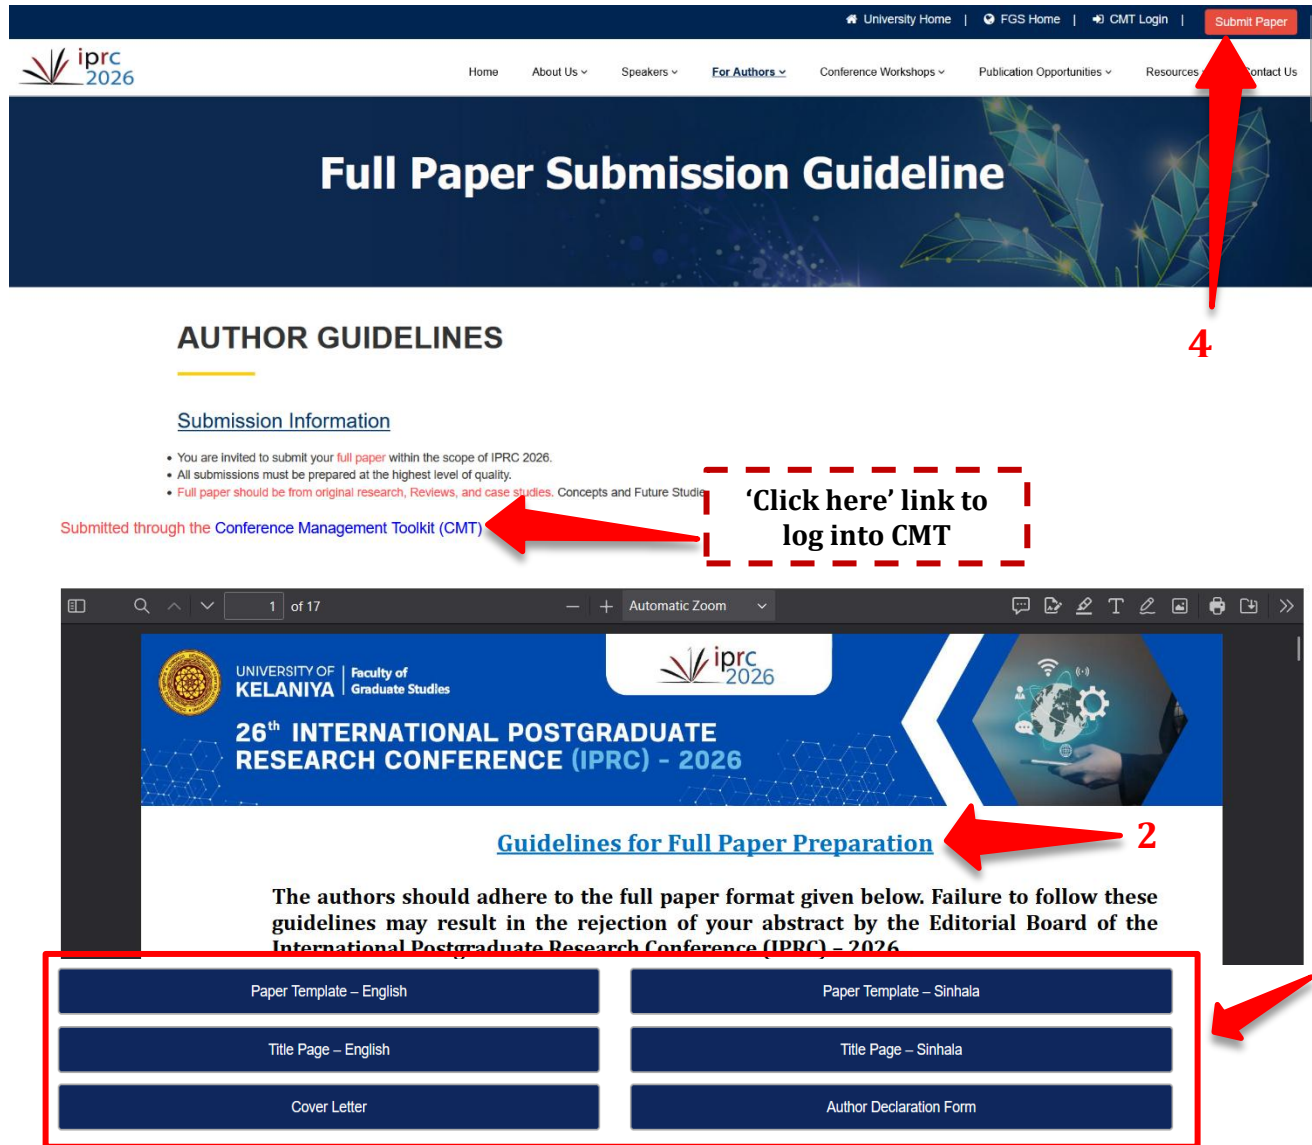 University Home | FGS Home | CMT Login | Submit Paper
iprc
2026
Home About Us Speakers For Authors Conference Workshops Publication Opportunities Resources Contact Us
Full Paper Submission Guideline
4
AUTHOR GUIDELINES
Submission Information
• You are invited to submit your full paper within the scope of IPRC 2026.
• All submissions must be prepared at the highest level of quality.
• Full paper should be from original research, Reviews, and case studies. Concepts and Future Studie
Submitted through the Conference Management Toolkit (CMT)
‘Click here’ link to
log into CMT
1 of 17 Automatic Zoom
UNIVERSITY OF
KELANIYA
Faculty of
Graduate Studies
iprc
2026
26th INTERNATIONAL POSTGRADUATE
RESEARCH CONFERENCE (IPRC) - 2026
Guidelines for Full Paper Preparation
2
The authors should adhere to the full paper format given below. Failure to follow these
guidelines may result in the rejection of your abstract by the Editorial Board of the
International Postgraduate Research Conference (IPRC) – 2026
Paper Template – English
Paper Template – Sinhala
Title Page – English
Title Page – Sinhala
Cover Letter
Author Declaration Form